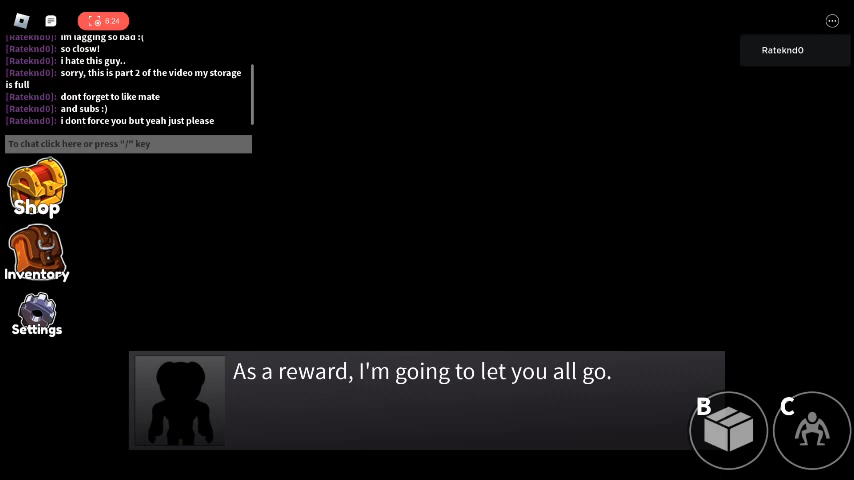 6:24
[Rateknd0]: im lagging so bad :(
[Rateknd0]: so closw!
[Rateknd0]: i hate this guy..
[Rateknd0]: sorry, this is part 2 of the video my storage
is full
[Rateknd0]: dont forget to like mate
[Rateknd0]: and subs :)
[Rateknd0]: i dont force you but yeah just please
To chat click here or press "/" key
Rateknd0
Shop
Inventory
Settings
As a reward, I'm going to let you all go.
B
C